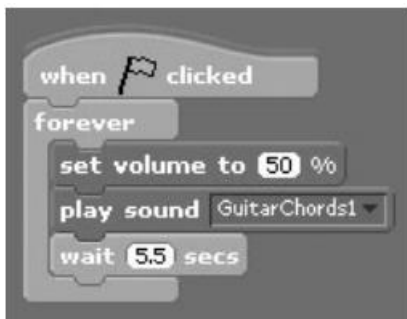 when clicked
forever
set volume to 50 %
play sound GuitarChords1
wait 5.5 secs